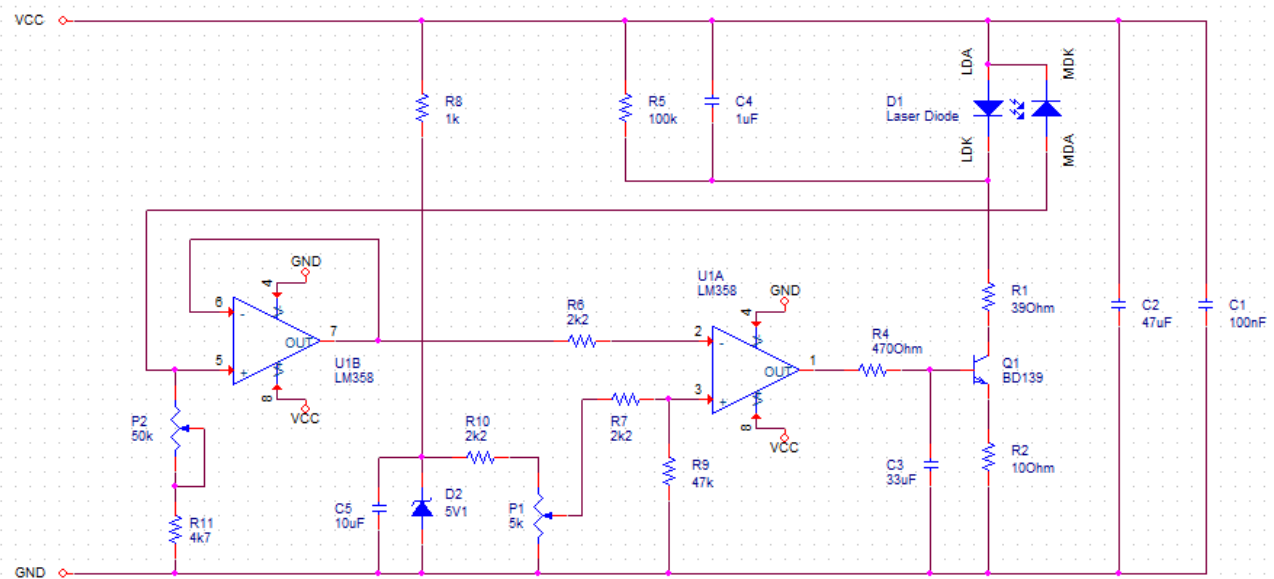 VCC
R8
1k
R5
100k
C4
1uF
D1
Laser Diode
LDA
LDK
MDK
MDA
GND
4
6
-
5
+
OUT
7
8
VCC
U1B
LM358
R6
2k2
U1A
LM358
GND
4
2
-
3
+
OUT
1
8
VCC
R4
470Ohm
R1
39Ohm
Q1
BD139
C2
47uF
C1
100nF
P2
50k
R11
4k7
R10
2k2
R7
2k2
C5
10uF
D2
5V1
P1
5k
R9
47k
C3
33uF
R2
10Ohm
GND